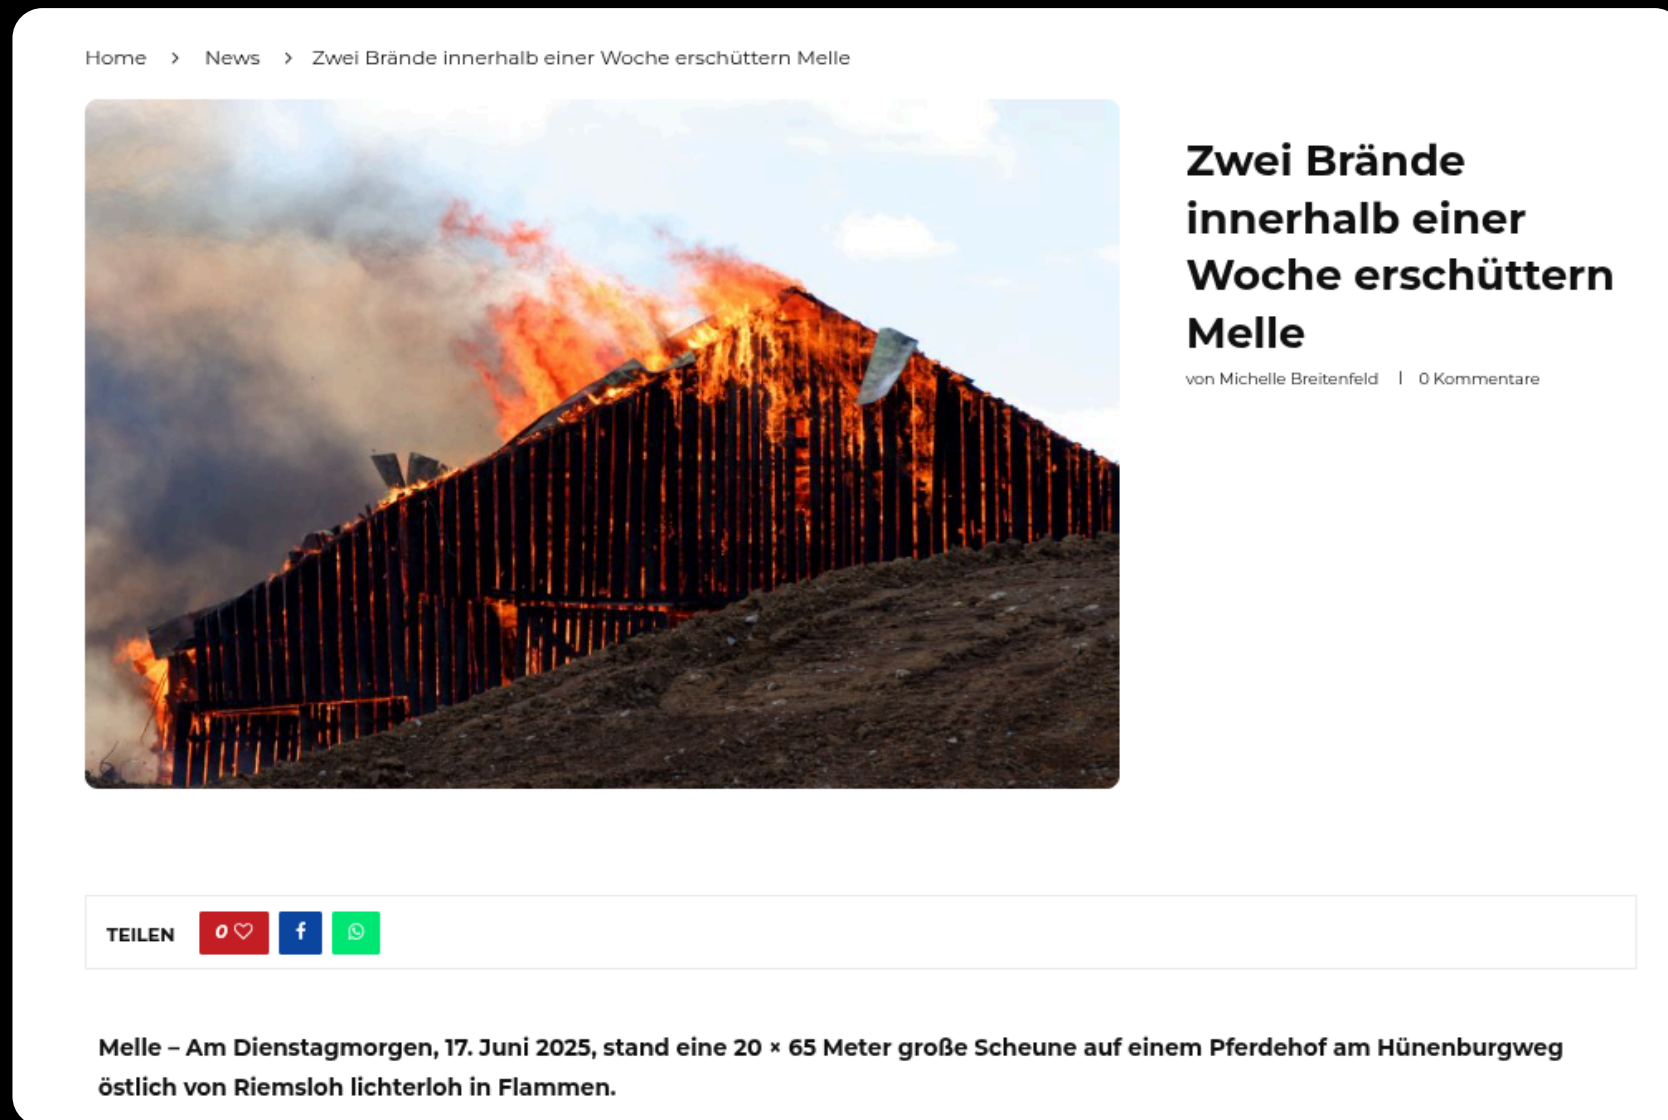 Home > News > Zwei Brände innerhalb einer Woche erschüttern Melle
Zwei Brände
innerhalb einer
Woche erschüttern
Melle
von Michelle Breitenfeld | 0 Kommentare
TEILEN 0
Melle – Am Dienstagmorgen, 17. Juni 2025, stand eine 20 × 65 Meter große Scheune auf einem Pferdehof am Hünenburgweg
östlich von Riemsloh lichterloh in Flammen.